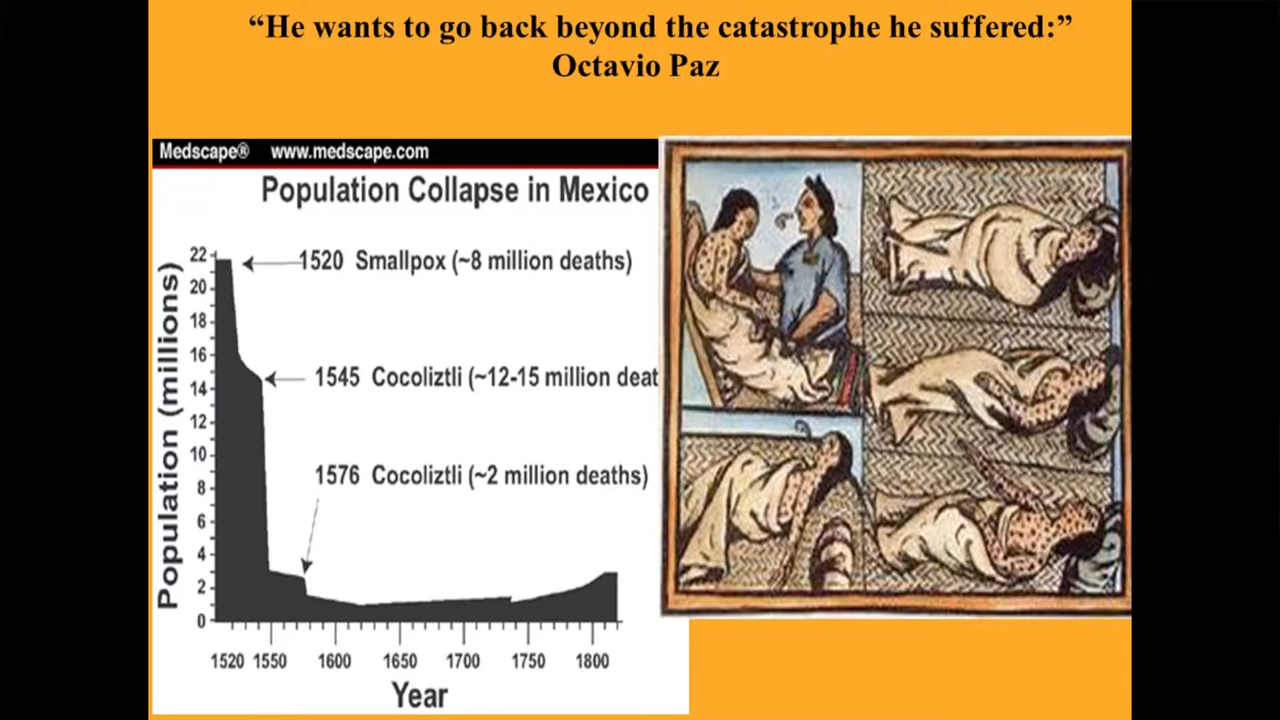 “He wants to go back beyond the catastrophe he suffered:”
Octavio Paz
Medscape® www.medscape.com
Population Collapse in Mexico
Population (millions)
22
20
18
16
14
12
10
8
6
4
2
0
1520 Smallpox (~8 million deaths)
1545 Cocoliztli (~12-15 million deat
1576 Cocoliztli (~2 million deaths)
1520 1550 1600 1650 1700 1750 1800
Year